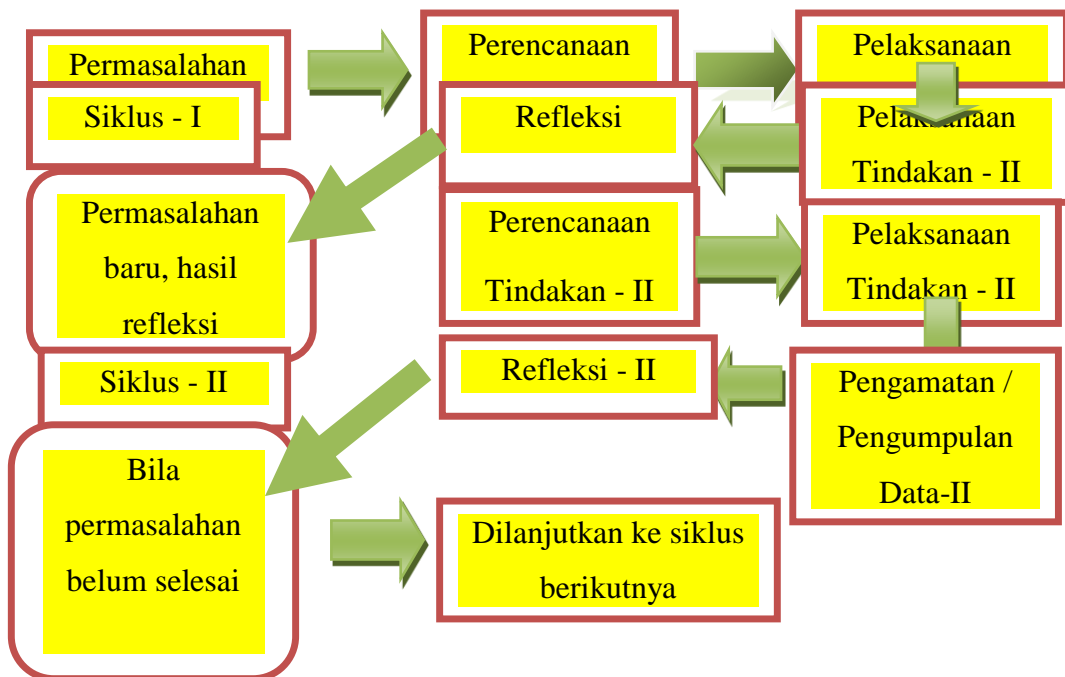 Permasalahan
Perencanaan
Pelaksanaan
Siklus - I
Refleksi
Pelaksanaan
Tindakan - II
Permasalahan
baru, hasil
refleksi
Perencanaan
Tindakan - II
Pelaksanaan
Tindakan - II
Siklus - II
Refleksi - II
Pengamatan /
Pengumpulan
Data-II
Bila
permasalahan
belum selesai
Dilanjutkan ke siklus
berikutnya